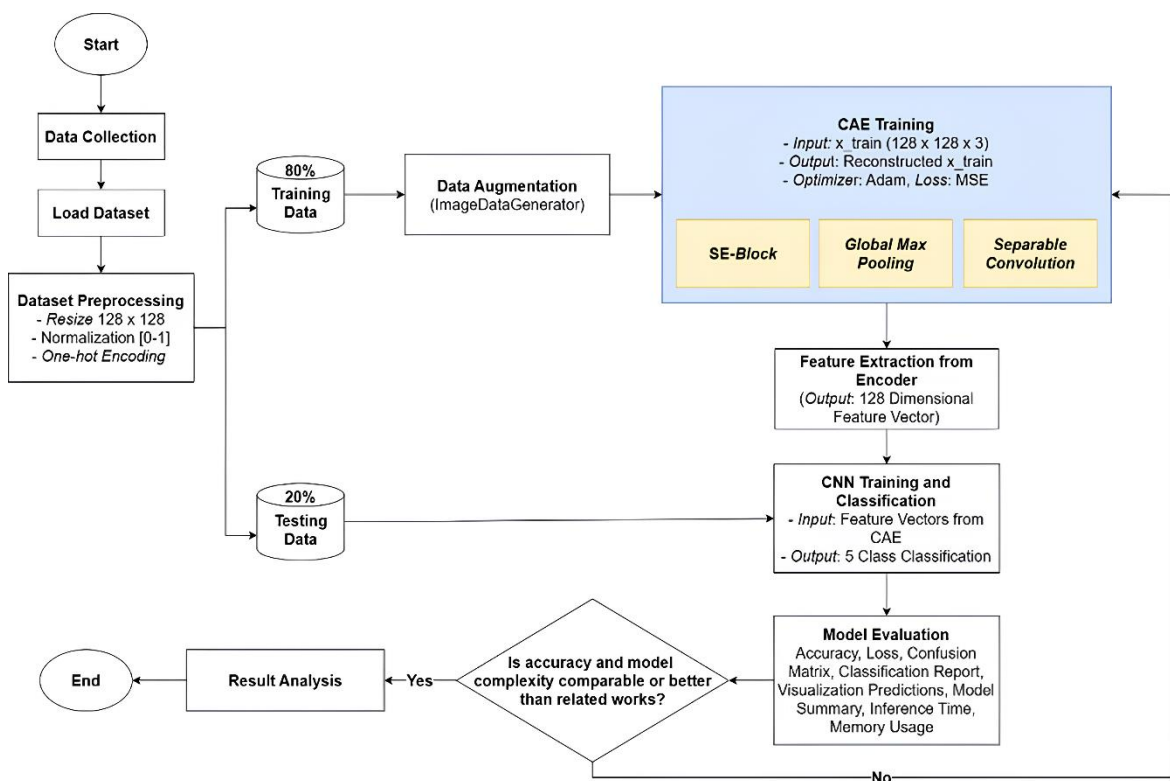 Start
Data Collection
Load Dataset
Dataset Preprocessing
- Resize 128 x 128
- Normalization [0-1]
- One-hot Encoding
80%
Training
Data
Data Augmentation
(ImageDataGenerator)
CAE Training
- Input: x_train (128 x 128 x 3)
- Output: Reconstructed x_train
- Optimizer: Adam, Loss: MSE
SE-Block
Global Max
Pooling
Separable
Convolution
Feature Extraction from
Encoder
(Output: 128 Dimensional
Feature Vector)
20%
Testing
Data
CNN Training and
Classification
- Input: Feature Vectors from
CAE
- Output: 5 Class Classification
Model Evaluation
Accuracy, Loss, Confusion
Matrix, Classification Report,
Visualization Predictions, Model
Summary, Inference Time,
Memory Usage
Is accuracy and model
complexity comparable or better
than related works?
Yes
Result Analysis
End
No